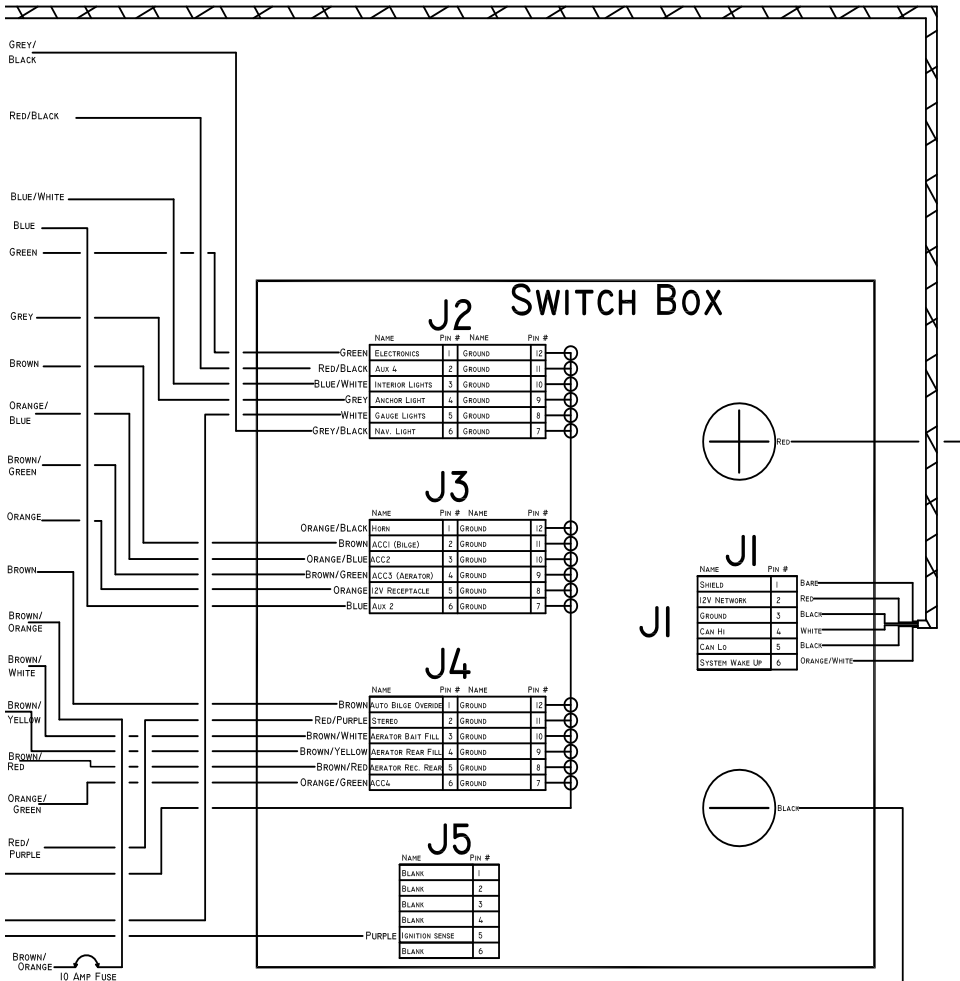 GREY/
BLACK
RED/BLACK
BLUE/WHITE
BLUE
GREEN
GREY
BROWN
ORANGE/
BLUE
BROWN/
GREEN
ORANGE
BROWN
BROWN/
ORANGE
BROWN/
WHITE
BROWN/
YELLOW
BROWN/
RED
ORANGE/
GREEN
RED/
PURPLE
BROWN/
ORANGE
10 AMP FUSE
SWITCH BOX
J2
NAME PIN # NAME PIN #
GREEN ELECTRONICS 1 GROUND 12
RED/BLACK AUX 4 2 GROUND 11
BLUE/WHITE INTERIOR LIGHTS 3 GROUND 10
GREY ANCHOR LIGHT 4 GROUND 9
WHITE GAUGE LIGHTS 5 GROUND 8
GREY/BLACK NAV. LIGHT 6 GROUND 7
J3
NAME PIN # NAME PIN #
ORANGE/BLACK HORN 1 GROUND 12
BROWN ACC1 (BILGE) 2 GROUND 11
ORANGE/BLUE ACC2 3 GROUND 10
BROWN/GREEN ACC3 (AERATOR) 4 GROUND 9
ORANGE 12V RECEPTACLE 5 GROUND 8
BLUE AUX 2 6 GROUND 7
J4
NAME PIN # NAME PIN #
BROWN AUTO BILGE OVERIDE 1 GROUND 12
RED/PURPLE STEREO 2 GROUND 11
BROWN/WHITE AERATOR BAIT FILL 3 GROUND 10
BROWN/YELLOW AERATOR REAR FILL 4 GROUND 9
BROWN/RED AERATOR REC. REAR 5 GROUND 8
ORANGE/GREEN ACC4 6 GROUND 7
J5
NAME PIN #
BLANK 1
BLANK 2
BLANK 3
BLANK 4
PURPLE IGNITION SENSE 5
BLANK 6
RED
J1
J1
NAME PIN #
SHIELD 1 BARE
12V NETWORK 2 RED
GROUND 3 BLACK
CAN HI 4 WHITE
CAN LO 5 BLACK
SYSTEM WAKE UP 6 ORANGE/WHITE
BLACK